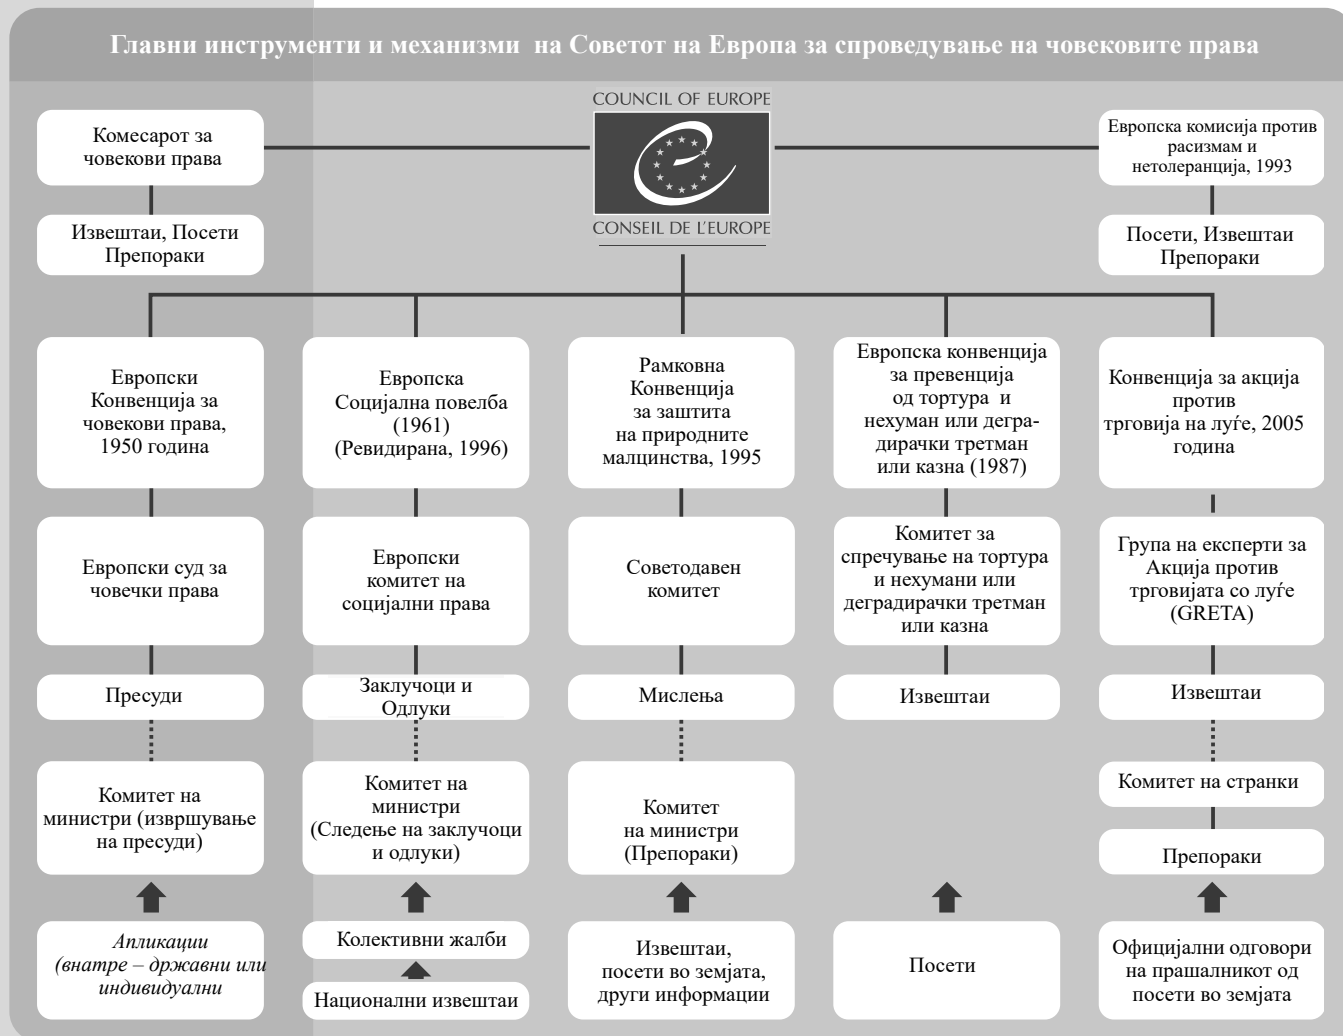 Главни инструменти и механизми на Советот на Европа за спроведување на човековите права
COUNCIL OF EUROPE
CONSEIL DE L'EUROPE
Комесарот за
човекови права
Извештаи, Посети
Препораки
Европска комисија против
расизмам и
нетолеранција, 1993
Посети, Извештаи
Препораки
Европски
Конвенција за
човекови права,
1950 година
Европска
Социјална повелба
(1961)
(Ревидирана, 1996)
Рамковна
Конвенција
за заштита
на природните
малцинства, 1995
Европска конвенција
за превенција
од тортура и
нехуман или дегра-
дирачки третман
или казна (1987)
Конвенција за акција
против
трговија на луѓе, 2005
година
Европски суд за
човечки права
Европски
комитет на
социјални права
Советодавен
комитет
Комитет за
спречување на тортура
и нехумани или
деградирачки третман
или казна
Група на експерти за
Акција против
трговијата со луѓе
(GRETA)
Пресуди
Заклучоци и
Одлуки
Мислења
Извештаи
Извештаи
Комитет на
министри (извршување
на пресуди)
Комитет на
министри
(Следење на заклучоци
и одлуки)
Комитет
на министри
(Препораки)
Комитет на странки
Препораки
Апликации
(внатре – државни или
индивидуални
Колективни жалби
Национални извештаи
Извештаи,
посети во земјата,
други информации
Посети
Официјални одговори
на прашалникот од
посети во земјата